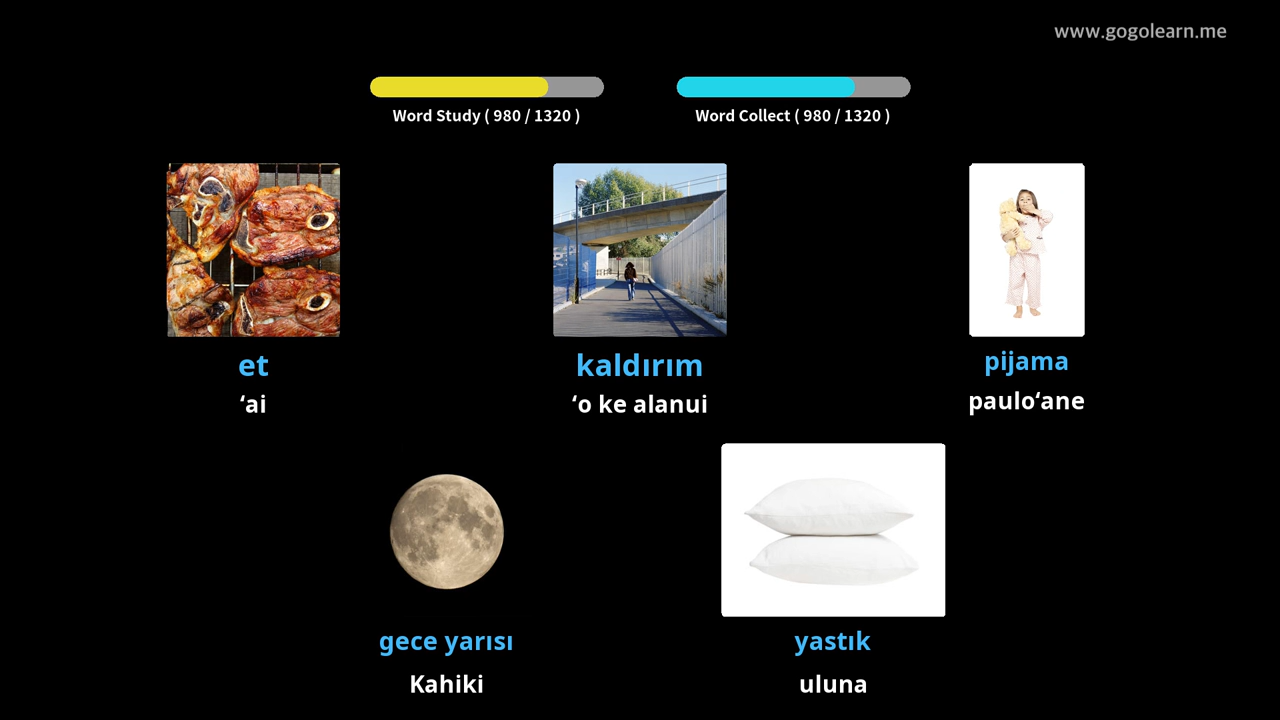 www.gogolearn.me
Word Study ( 980 / 1320 )
Word Collect ( 980 / 1320 )
et
ʻai
kaldırım
ʻo ke alanui
pijama
pauloʻane
gece yarısı
Kahiki
yastık
uluna